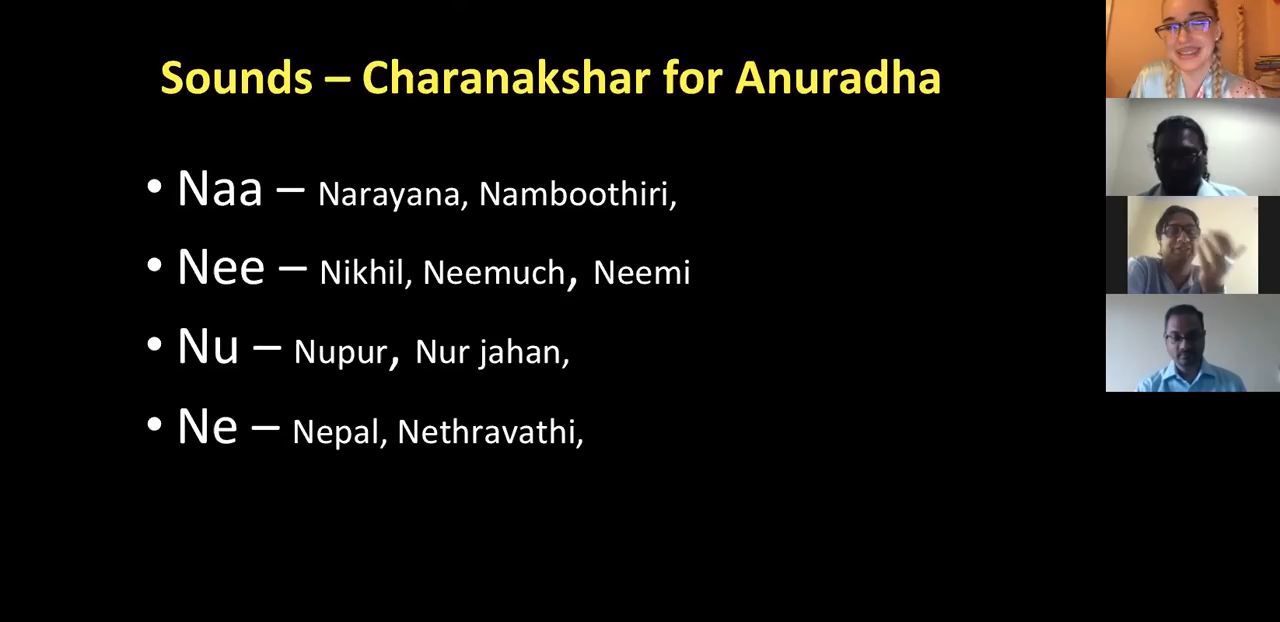 Sounds – Charanakshar for Anuradha
• Naa – Narayana, Namboothiri,
• Nee – Nikhil, Neemuch, Neemi
• Nu – Nupur, Nur jahan,
• Ne – Nepal, Nethravathi,